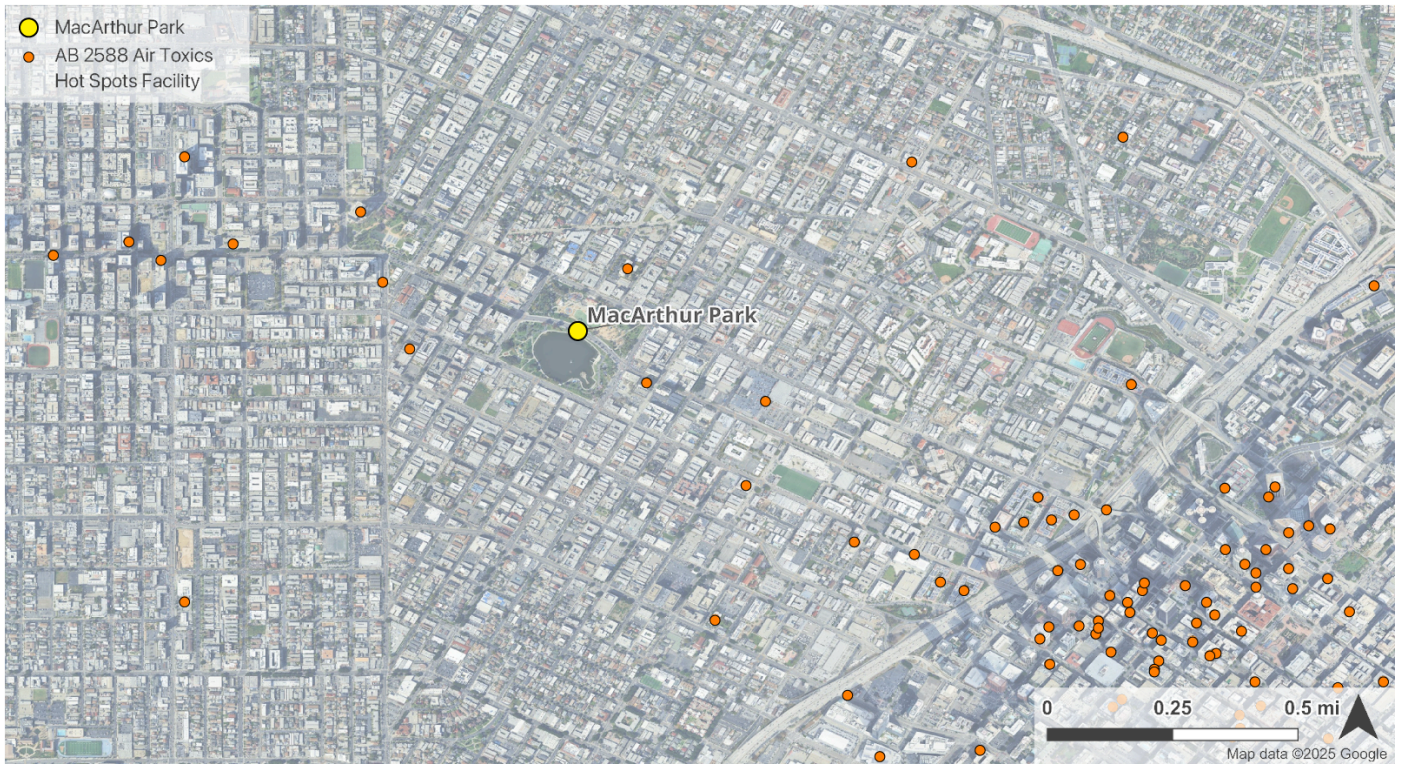 MacArthur Park
AB 2588 Air Toxics
Hot Spots Facility
MacArthur Park
0 0.25 0.5 mi
Map data ©2025 Google